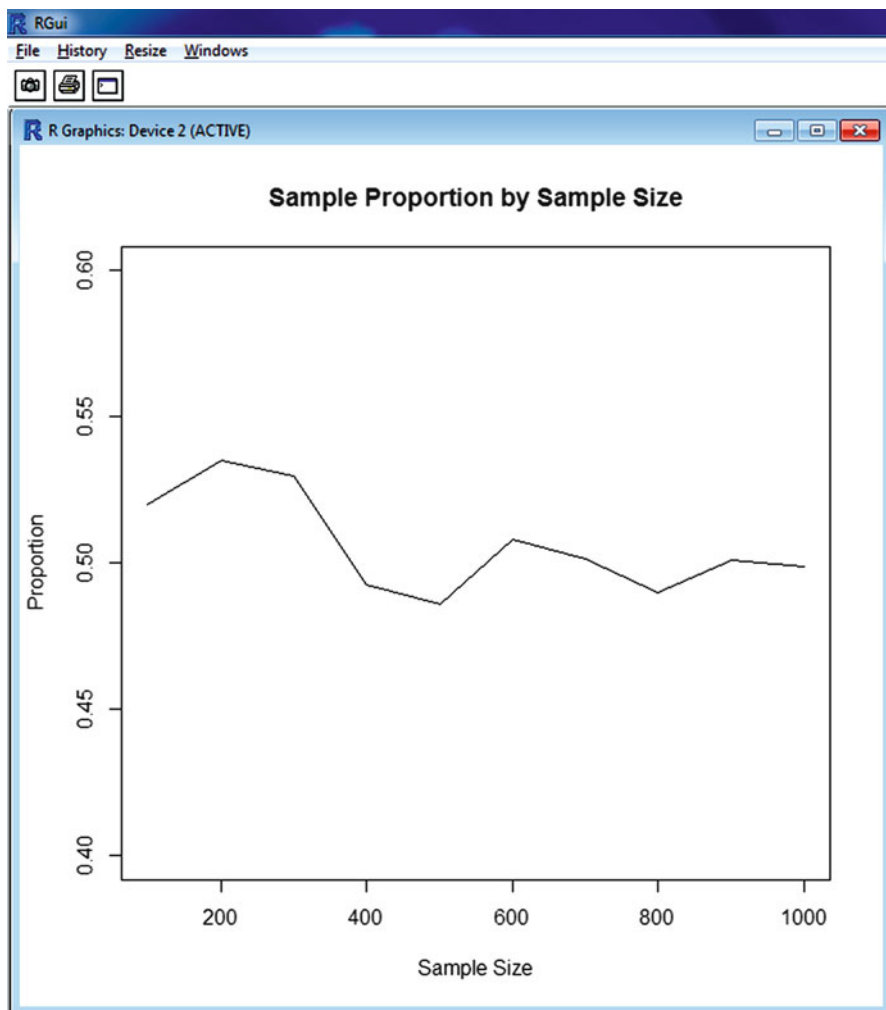 RGui
File History Resize Windows
R Graphics: Device 2 (ACTIVE)
Sample Proportion by Sample Size
0.60
0.55
0.50
0.45
0.40
Proportion
200 400 600 800 1000
Sample Size